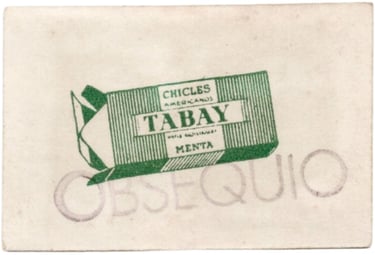 CHICLES
AMERICANOS
TABAY
MENTA
OBSEQUIO